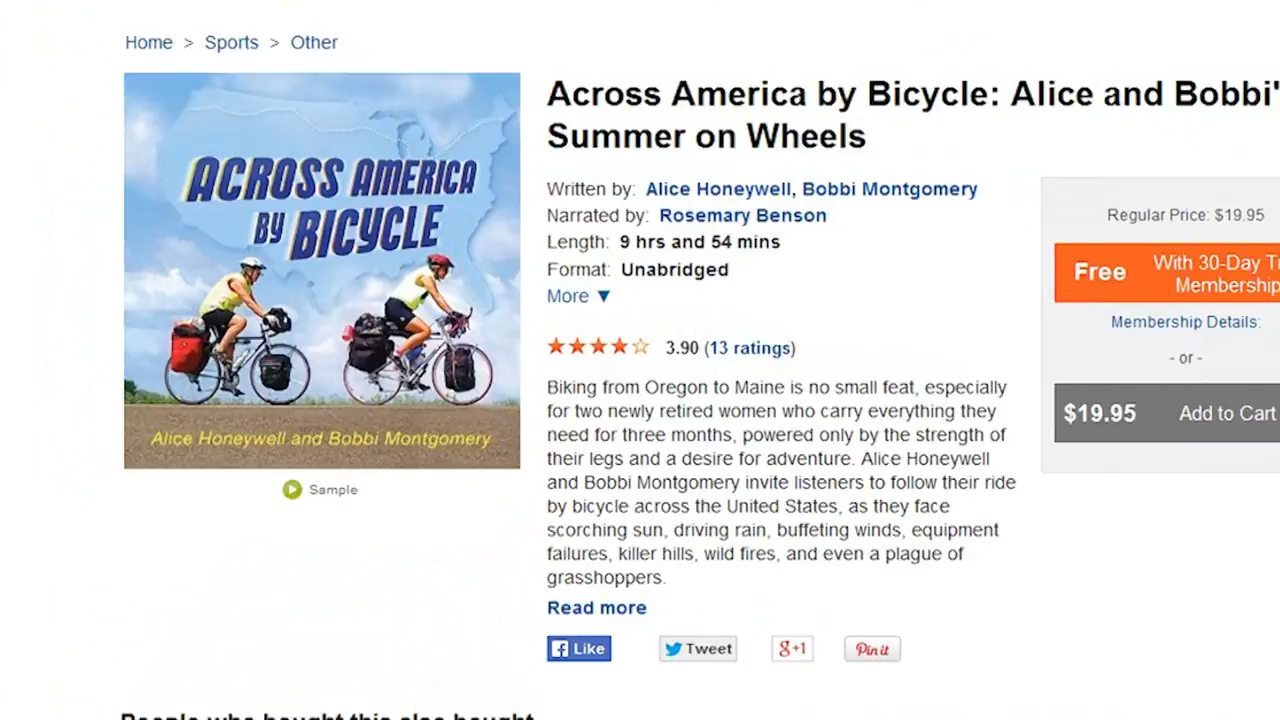 Home > Sports > Other
ACROSS AMERICA
BY BICYCLE
Alice Honeywell and Bobbi Montgomery
Sample
Across America by Bicycle: Alice and Bobbi'
Summer on Wheels
Written by: Alice Honeywell, Bobbi Montgomery
Narrated by: Rosemary Benson
Length: 9 hrs and 54 mins
Format: Unabridged
More ▼
3.90 (13 ratings)
Biking from Oregon to Maine is no small feat, especially
for two newly retired women who carry everything they
need for three months, powered only by the strength of
their legs and a desire for adventure. Alice Honeywell
and Bobbi Montgomery invite listeners to follow their ride
by bicycle across the United States, as they face
scorching sun, driving rain, buffeting winds, equipment
failures, killer hills, wild fires, and even a plague of
grasshoppers.
Read more
Like Tweet g+1 Pin it
Regular Price: $19.95
Free With 30-Day
Membership
Membership Details:
- or -
$19.95 Add to Cart
People who bought this also bought